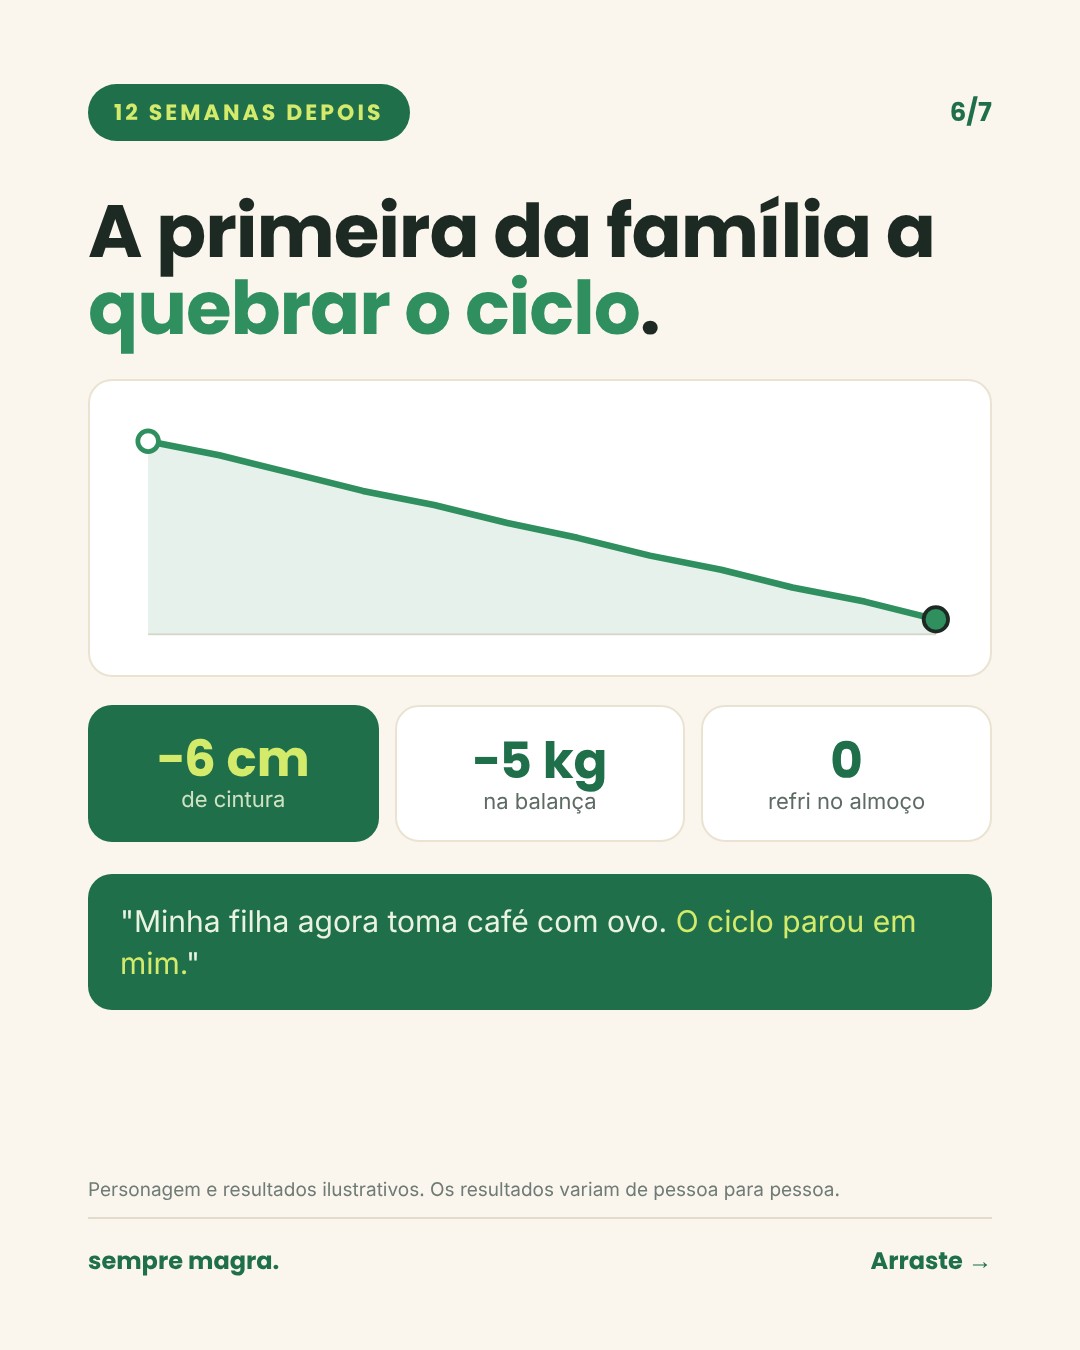 12 SEMANAS DEPOIS
6/7
A primeira da família a
quebrar o ciclo.
−6 cm
de cintura
−5 kg
na balança
0
refri no almoço
"Minha filha agora toma café com ovo. O ciclo parou em
mim."
Personagem e resultados ilustrativos. Os resultados variam de pessoa para pessoa.
sempre magra.
Arraste →